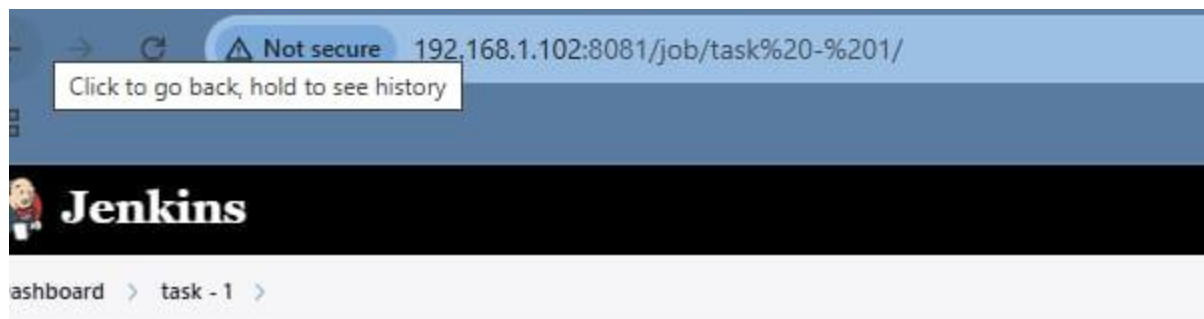 Not secure 192.168.1.102:8081/job/task%20-%201/
Click to go back, hold to see history
Jenkins
ashboard > task - 1 >